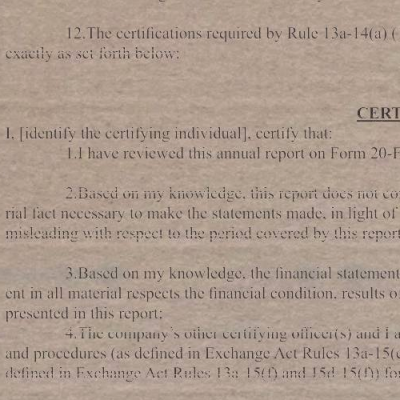 12.The certifications required by Rule 13a-14(a) (
exactly as set forth below:
CERT
I, [identify the certifying individual], certify that:
1.I have reviewed this annual report on Form 20-F
2.Based on my knowledge, this report does not con
rial fact necessary to make the statements made, in light of
misleading with respect to the period covered by this report
3.Based on my knowledge, the financial statement
ent in all material respects the financial condition, results o
presented in this report;
4.The company's other certifying officer(s) and I a
and procedures (as defined in Exchange Act Rules 13a-15(e
defined in Exchange Act Rules 13a-15(f) and 15d-15(f)) for